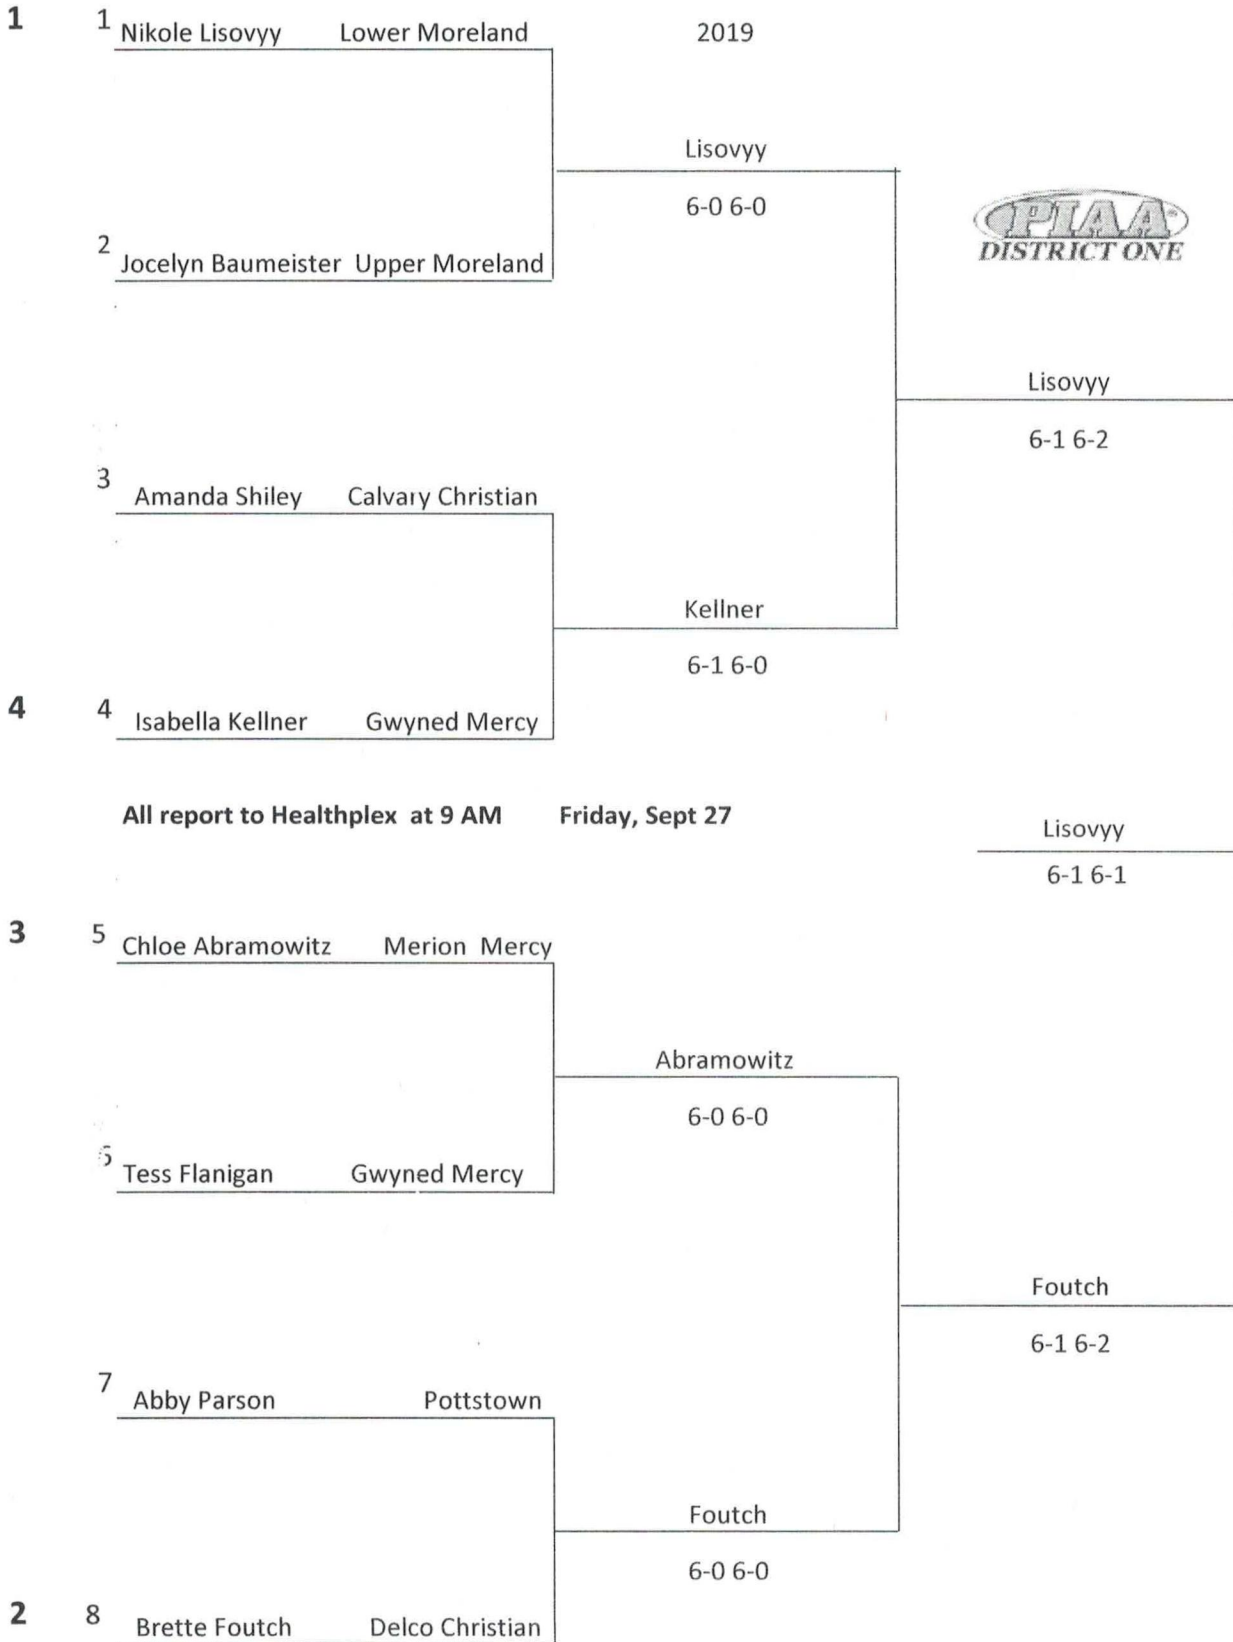 1 1 Nikole Lisovyy Lower Moreland 2019
Lisovyy
6-0 6-0
PIAA
DISTRICT ONE
2 Jocelyn Baumeister Upper Moreland
Lisovyy
6-1 6-2
3 Amanda Shiley Calvary Christian
Kellner
6-1 6-0
4 4 Isabella Kellner Gwyned Mercy
All report to Healthplex at 9 AM Friday, Sept 27
Lisovyy
6-1 6-1
3 5 Chloe Abramowitz Merion Mercy
Abramowitz
6-0 6-0
Tess Flanigan Gwyned Mercy
Foutch
6-1 6-2
7 Abby Parson Pottstown
Foutch
6-0 6-0
2 8 Brette Foutch Delco Christian